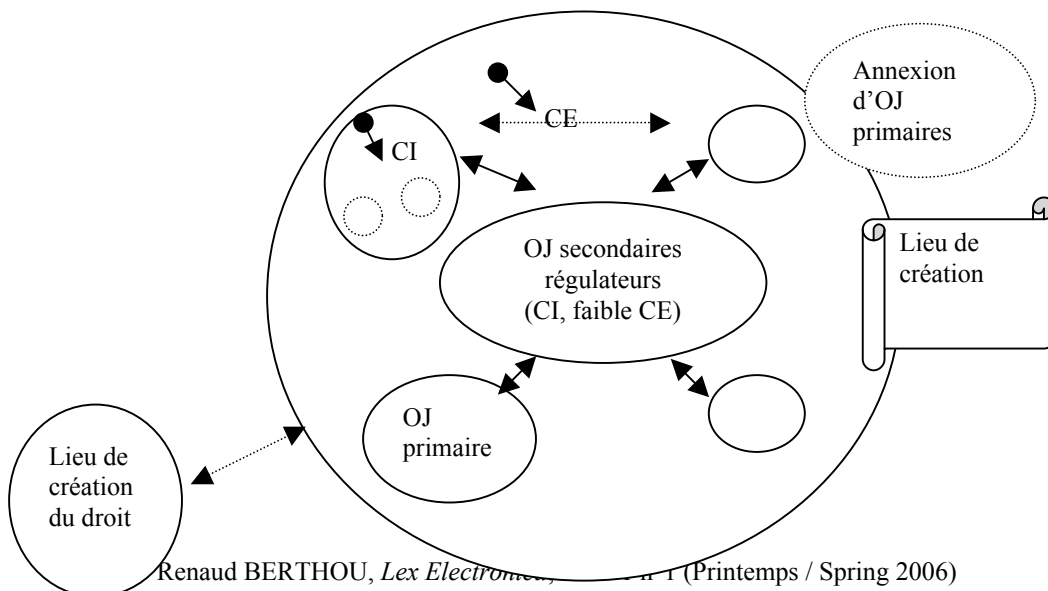 Annexion
d'OJ
primaires
CE
CI
Lieu de
création
OJ secondaires
régulateurs
(CI, faible CE)
OJ
primaire
Lieu de
création
du droit
Renaud BERTHOU, Lex (Printemps / Spring 2006)